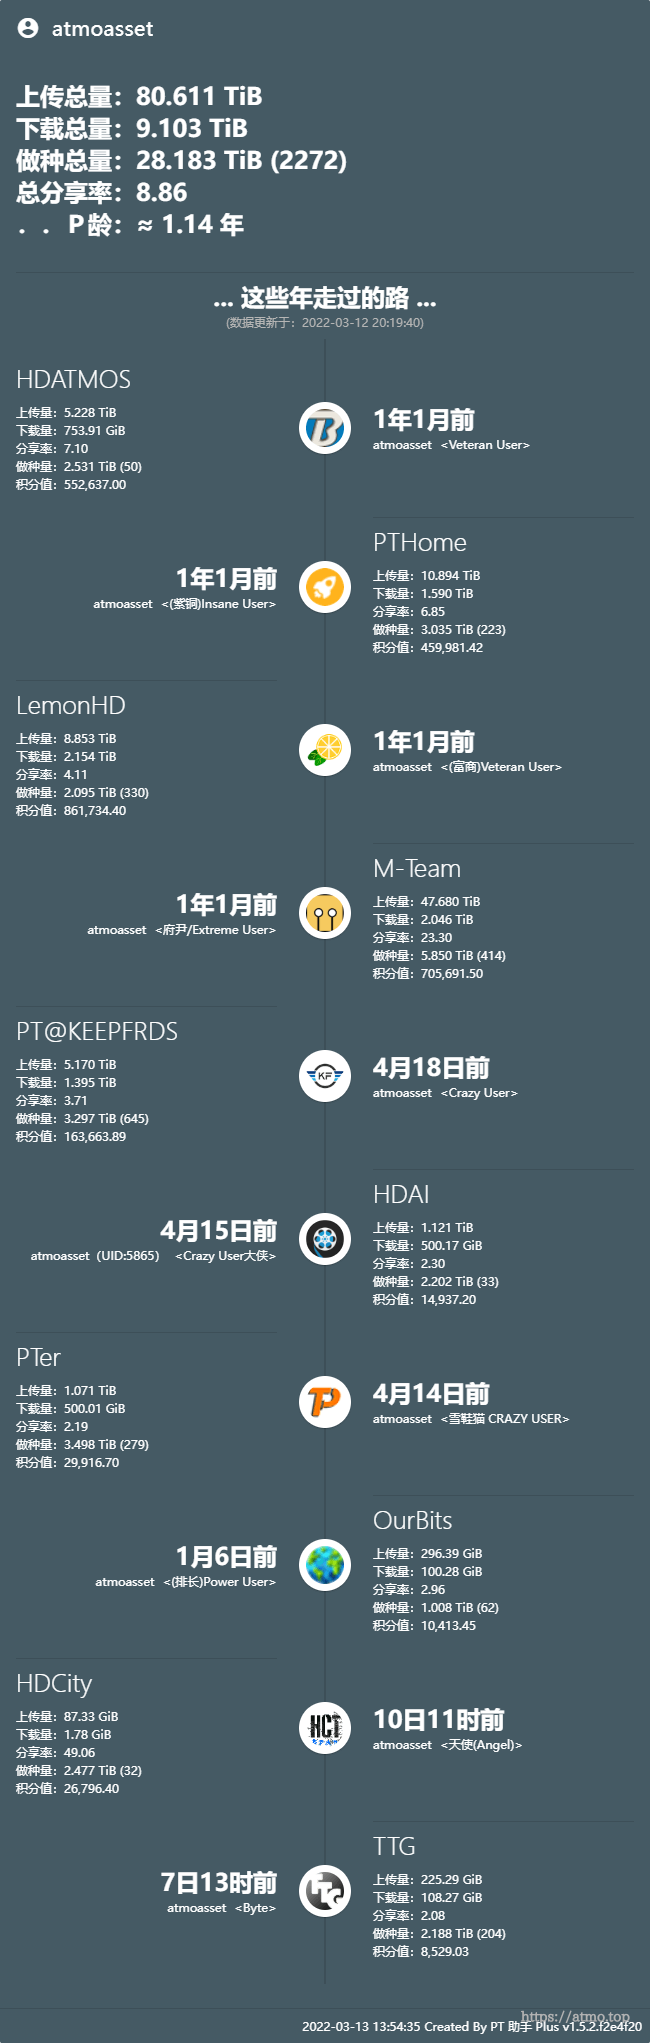 atmoasset
上传总量：80.611 TiB
下载总量：9.103 TiB
做种总量：28.183 TiB (2272)
总分享率：8.86
．．P龄：≈ 1.14 年
... 这些年走过的路 ...
(数据更新于：2022-03-12 20:19:40)
HDATMOS
上传量：5.228 TiB
下载量：753.91 GiB
分享率：7.10
做种量：2.531 TiB (50)
积分值：552,637.00
1年1月前
atmoasset <Veteran User>
PTHome
上传量：10.894 TiB
下载量：1.590 TiB
分享率：6.85
做种量：3.035 TiB (223)
积分值：459,981.42
1年1月前
atmoasset <(紫铜)Insane User>
LemonHD
上传量：8.853 TiB
下载量：2.154 TiB
分享率：4.11
做种量：2.095 TiB (330)
积分值：861,734.40
1年1月前
atmoasset <(富商)Veteran User>
M-Team
上传量：47.680 TiB
下载量：2.046 TiB
分享率：23.30
做种量：5.850 TiB (414)
积分值：705,691.50
1年1月前
atmoasset <府尹/Extreme User>
PT@KEEPFRDS
上传量：5.170 TiB
下载量：1.395 TiB
分享率：3.71
做种量：3.297 TiB (645)
积分值：163,663.89
KF
4月18日前
atmoasset <Crazy User>
HDAI
上传量：1.121 TiB
下载量：500.17 GiB
分享率：2.30
做种量：2.202 TiB (33)
积分值：14,937.20
4月15日前
atmoasset（UID:5865） <Crazy User大侠>
PTer
上传量：1.071 TiB
下载量：500.01 GiB
分享率：2.19
做种量：3.498 TiB (279)
积分值：29,916.70
4月14日前
atmoasset <雪鞋猫 CRAZY USER>
OurBits
上传量：296.39 GiB
下载量：100.28 GiB
分享率：2.96
做种量：1.008 TiB (62)
积分值：10,413.45
1月6日前
atmoasset <(排长)Power User>
HDCity
上传量：87.33 GiB
下载量：1.78 GiB
分享率：49.06
做种量：2.477 TiB (32)
积分值：26,796.40
HCT
10日11时前
atmoasset <天使(Angel)>
TTG
上传量：225.29 GiB
下载量：108.27 GiB
分享率：2.08
做种量：2.188 TiB (204)
积分值：8,529.03
TTG
7日13时前
atmoasset <Byte>
https://atmo.top
2022-03-13 13:54:35 Created By PT 助手 Plus v1.5.2.f2e4f20